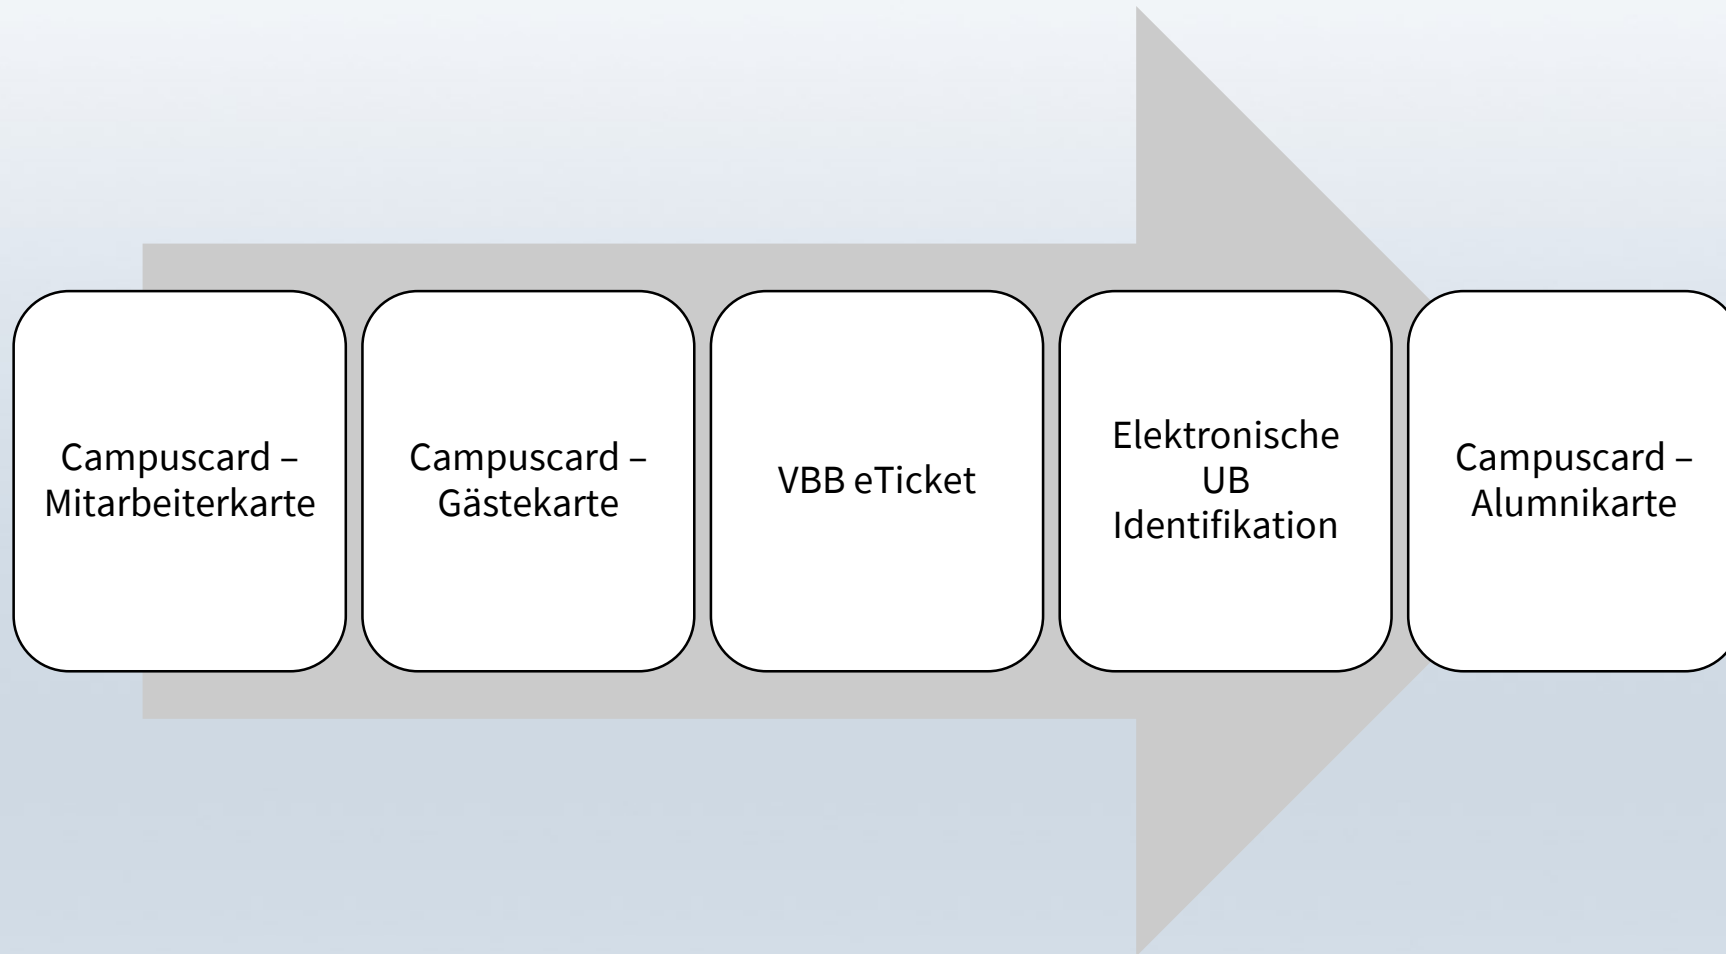 Campuscard –
Mitarbeiterkarte
Campuscard –
Gästekarte
VBB eTicket
Elektronische
UB
Identifikation
Campuscard –
Alumnikarte